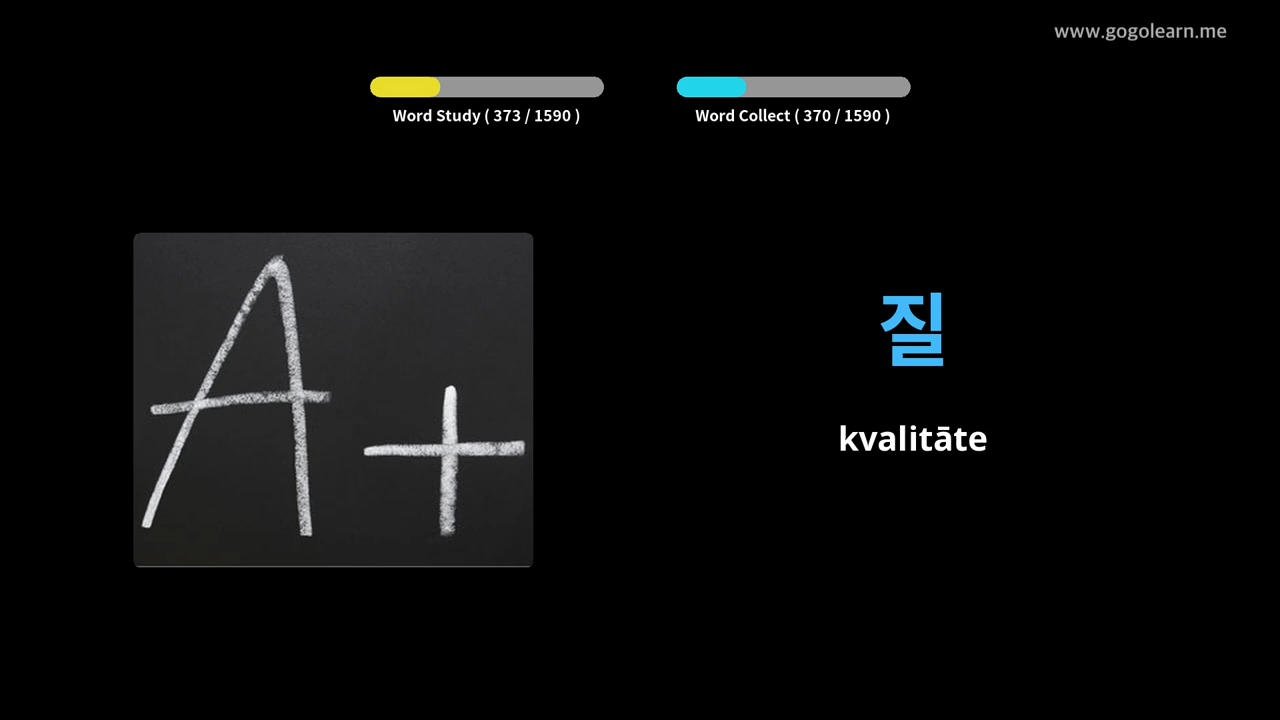 www.gogolearn.me
Word Study ( 373 / 1590 )
Word Collect ( 370 / 1590 )
A+
질
kvalitāte